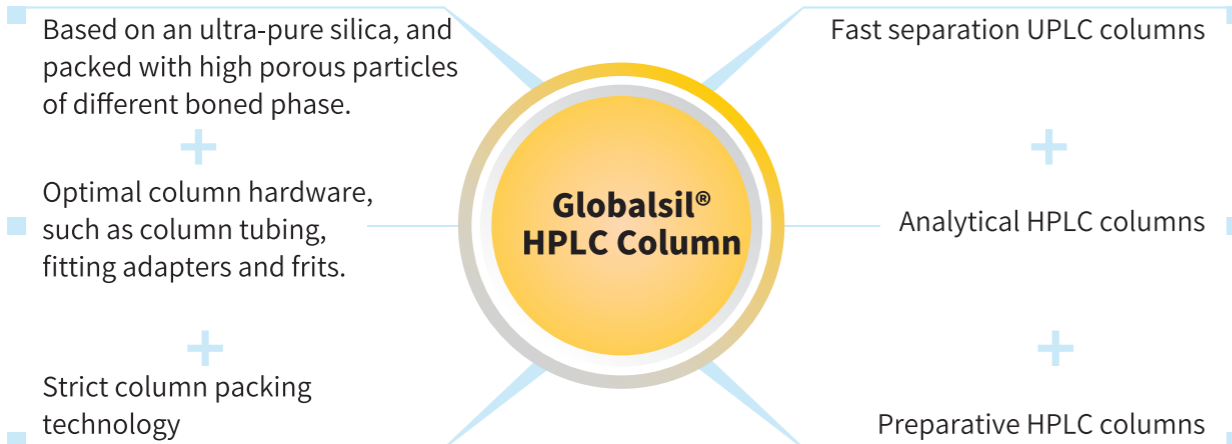 Based on an ultra-pure silica, and
packed with high porous particles
of different boned phase.
+
Optimal column hardware,
such as column tubing,
fitting adapters and frits.
+
Strict column packing
technology
Globalsil®
HPLC Column
Fast separation UPLC columns
+
Analytical HPLC columns
+
Preparative HPLC columns